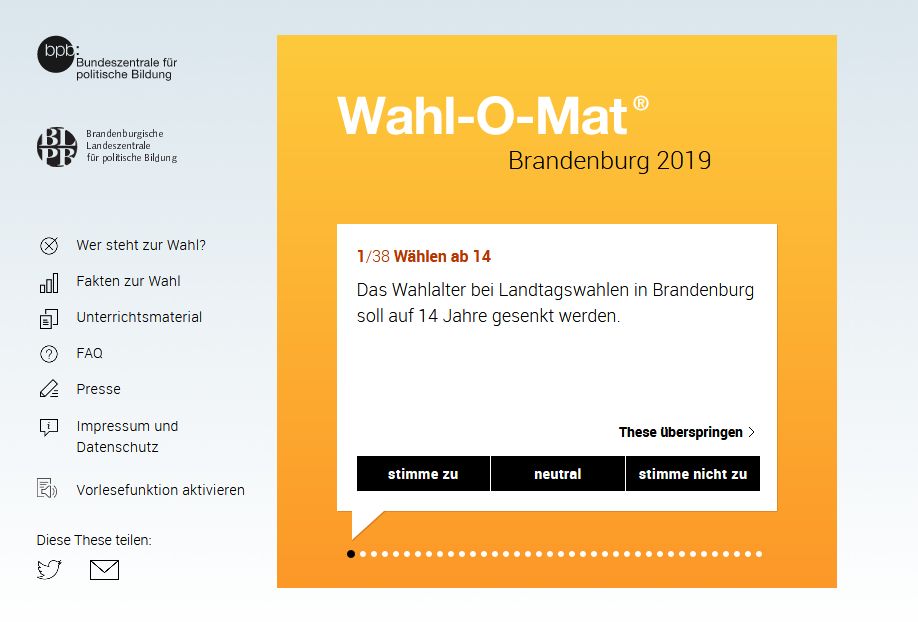 bpb:
Bundeszentrale für
politische Bildung
BLPB
Brandenburgische
Landeszentrale
für politische Bildung
Wer steht zur Wahl?
Fakten zur Wahl
Unterrichtsmaterial
FAQ
Presse
Impressum und
Datenschutz
Vorlesefunktion aktivieren
Diese These teilen:
Wahl-O-Mat®
Brandenburg 2019
1/38 Wählen ab 14
Das Wahlalter bei Landtagswahlen in Brandenburg
soll auf 14 Jahre gesenkt werden.
These überspringen
stimme zu neutral stimme nicht zu